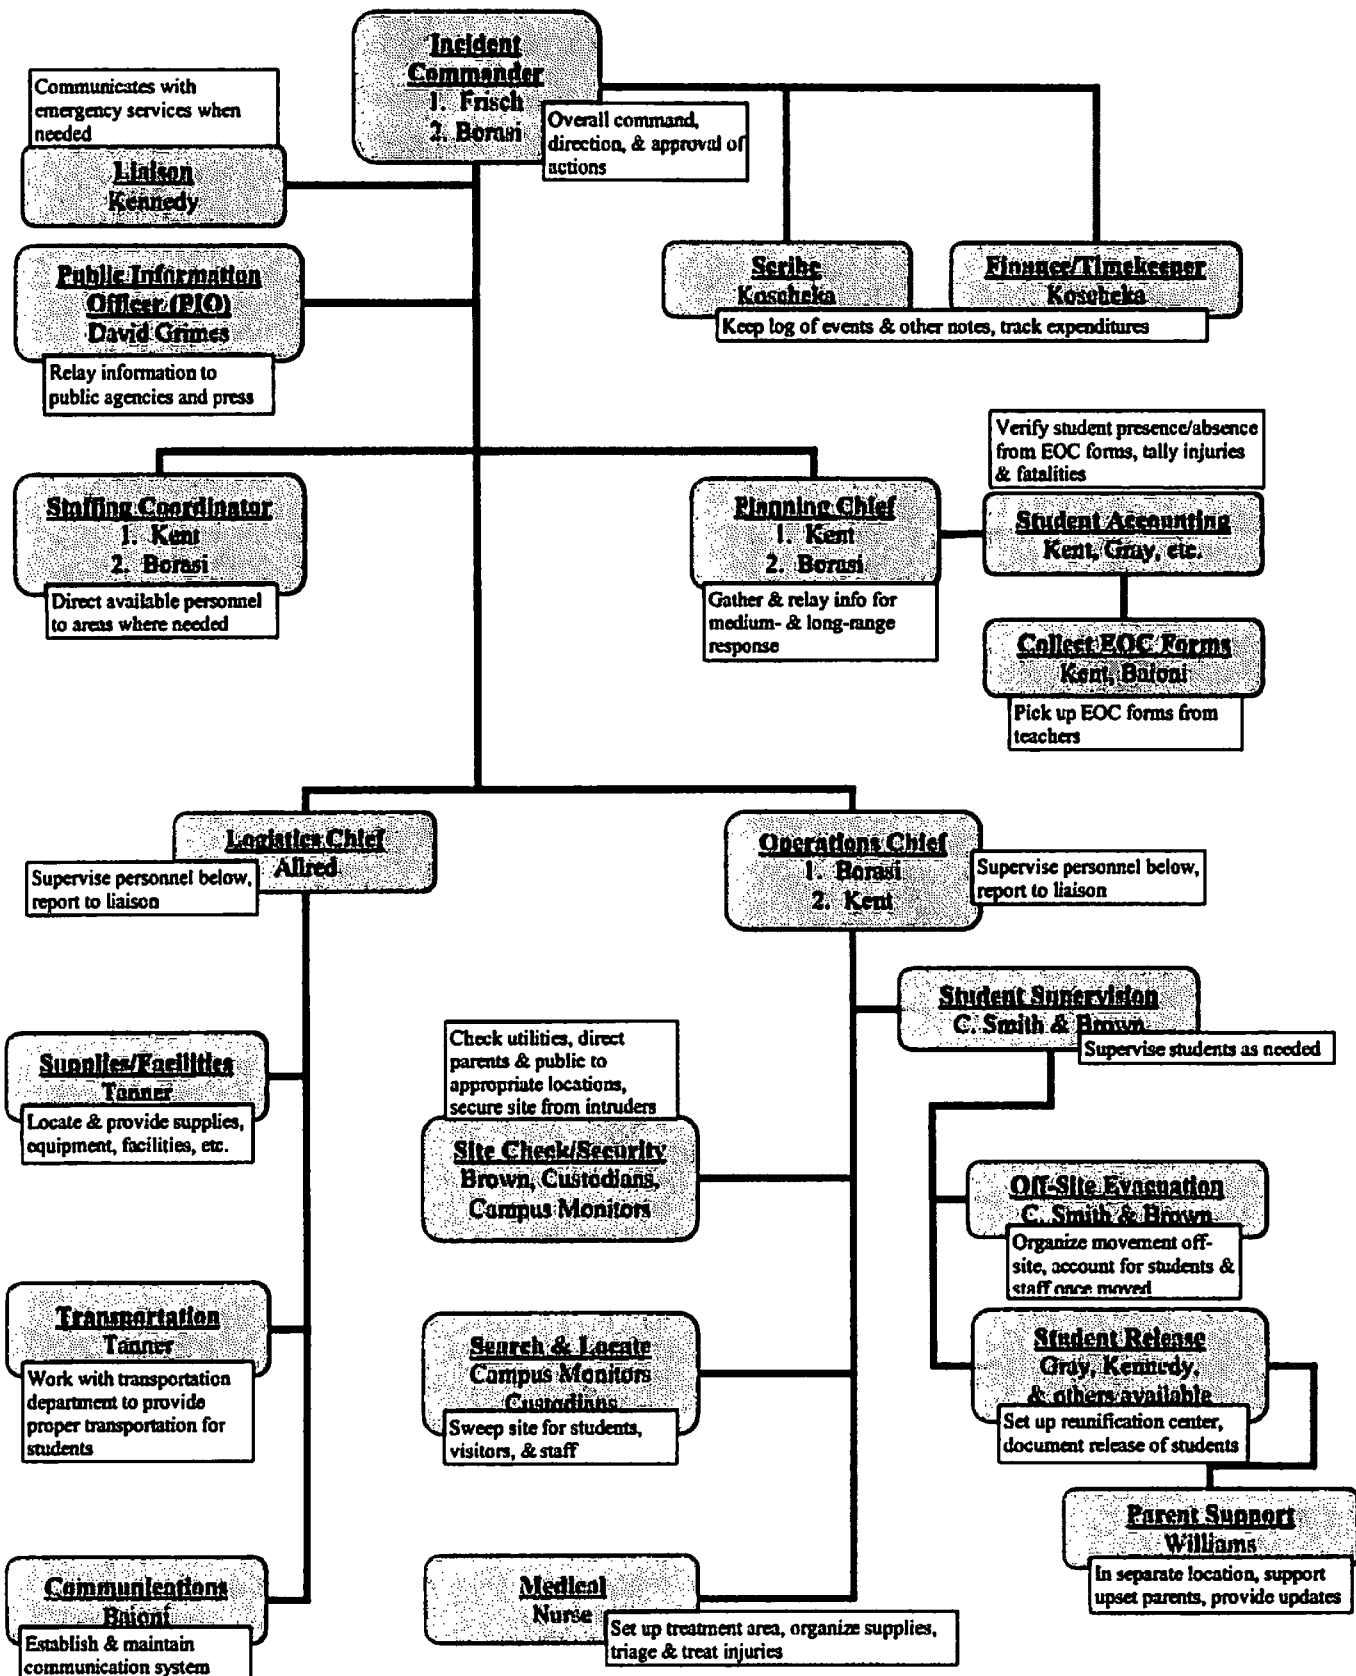 Incident
Commander
1. Frisch
2. Borasi
Overall command,
direction, & approval of
actions
Communicates with
emergency services when
needed
Liaison
Kennedy
Public Information
Officer (PIO)
David Grimes
Relay information to
public agencies and press
Scribe
Koscheka
Finance/Timekeeper
Koscheka
Keep log of events & other notes, track expenditures
Staffing Coordinator
1. Kent
2. Borasi
Direct available personnel
to areas where needed
Planning Chief
1. Kent
2. Borasi
Gather & relay info for
medium- & long-range
response
Verify student presence/absence
from EOC forms, tally injuries
& fatalities
Student Accounting
Kent, Gray, etc.
Collect EOC Forms
Kent, Baioni
Pick up EOC forms from
teachers
Logistics Chief
Allred
Supervise personnel below,
report to liaison
Operations Chief
1. Borasi
2. Kent
Supervise personnel below,
report to liaison
Supplies/Facilities
Tanner
Locate & provide supplies,
equipment, facilities, etc.
Transportation
Tanner
Work with transportation
department to provide
proper transportation for
students
Communications
Baioni
Establish & maintain
communication system
Check utilities, direct
parents & public to
appropriate locations,
secure site from intruders
Site Check/Security
Brown, Custodians,
Campus Monitors
Search & Locate
Campus Monitors
Custodians
Sweep site for students,
visitors, & staff
Medical
Nurse
Set up treatment area, organize supplies,
triage & treat injuries
Student Supervision
C. Smith & Brown
Supervise students as needed
Off-Site Evacuation
C. Smith & Brown
Organize movement off-
site, account for students &
staff once moved
Student Release
Gray, Kennedy,
& others available
Set up reunification center,
document release of students
Parent Support
Williams
In separate location, support
upset parents, provide updates